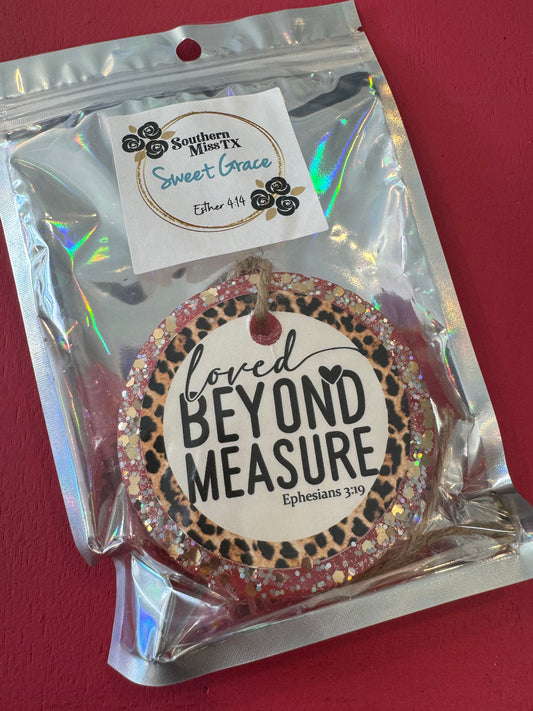 Southern
Miss TX
Sweet Grace
Esther 4:14
loved
BEYOND
MEASURE
Ephesians 3:19